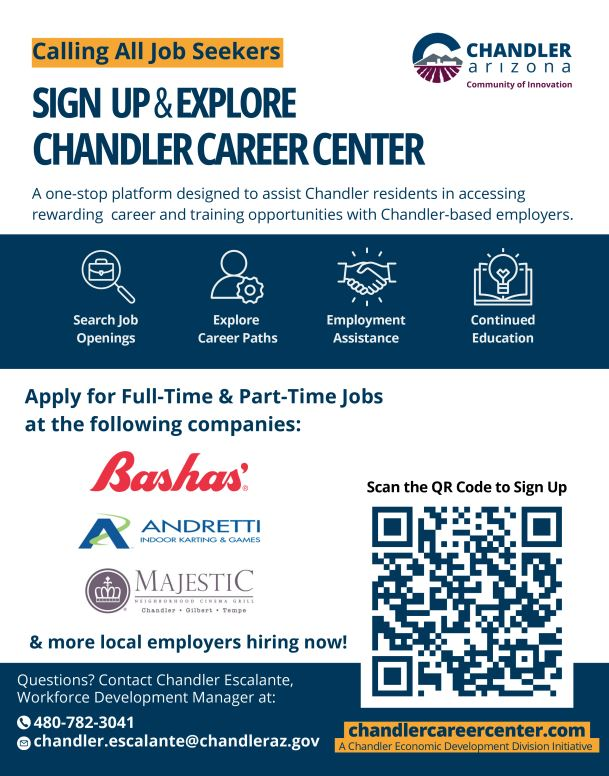 Calling All Job Seekers
CHANDLER
arizona
Community of Innovation
SIGN UP & EXPLORE
CHANDLER CAREER CENTER
A one-stop platform designed to assist Chandler residents in accessing
rewarding career and training opportunities with Chandler-based employers.
Search Job
Openings
Explore
Career Paths
Employment
Assistance
Continued
Education
Apply for Full-Time & Part-Time Jobs
at the following companies:
Bashas'®
ANDRETTI
INDOOR KARTING & GAMES
MAJESTIC
NEIGHBORHOOD CINEMA GRILL
Chandler • Gilbert • Tempe
& more local employers hiring now!
Scan the QR Code to Sign Up
Questions? Contact Chandler Escalante,
Workforce Development Manager at:
480-782-3041
chandler.escalante@chandleraz.gov
chandlercareercenter.com
A Chandler Economic Development Division Initiative